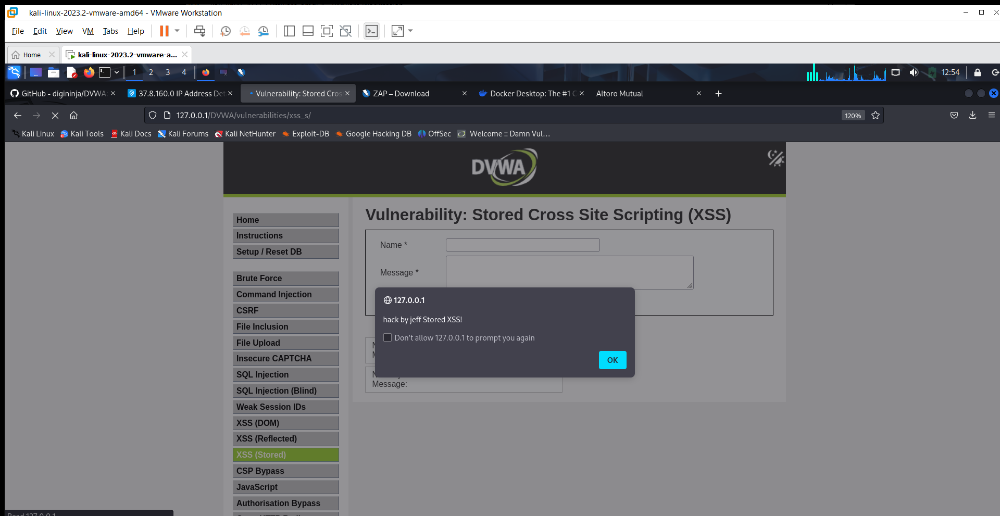 kali-linux-2023.2-vmware-amd64 - VMware Workstation
File Edit View VM Tabs Help
Home kali-linux-2023.2-vmware-a...
1 2 3 4 12:54
GitHub - digininja/DVWA: 37.8.160.0 IP Address Det Vulnerability: Stored Cros ZAP – Download Docker Desktop: The #1 C Altoro Mutual
127.0.0.1/DVWA/vulnerabilities/xss_s/ 120%
Kali Linux Kali Tools Kali Docs Kali Forums Kali NetHunter Exploit-DB Google Hacking DB OffSec Welcome :: Damn Vul...
DVWA
Vulnerability: Stored Cross Site Scripting (XSS)
Home
Instructions
Setup / Reset DB
Brute Force
Command Injection
CSRF
File Inclusion
File Upload
Insecure CAPTCHA
SQL Injection
SQL Injection (Blind)
Weak Session IDs
XSS (DOM)
XSS (Reflected)
XSS (Stored)
CSP Bypass
JavaScript
Authorisation Bypass
Name *
Message *
127.0.0.1
hack by jeff Stored XSS!
Don't allow 127.0.0.1 to prompt you again
OK
Message:
Read 127.0.0.1